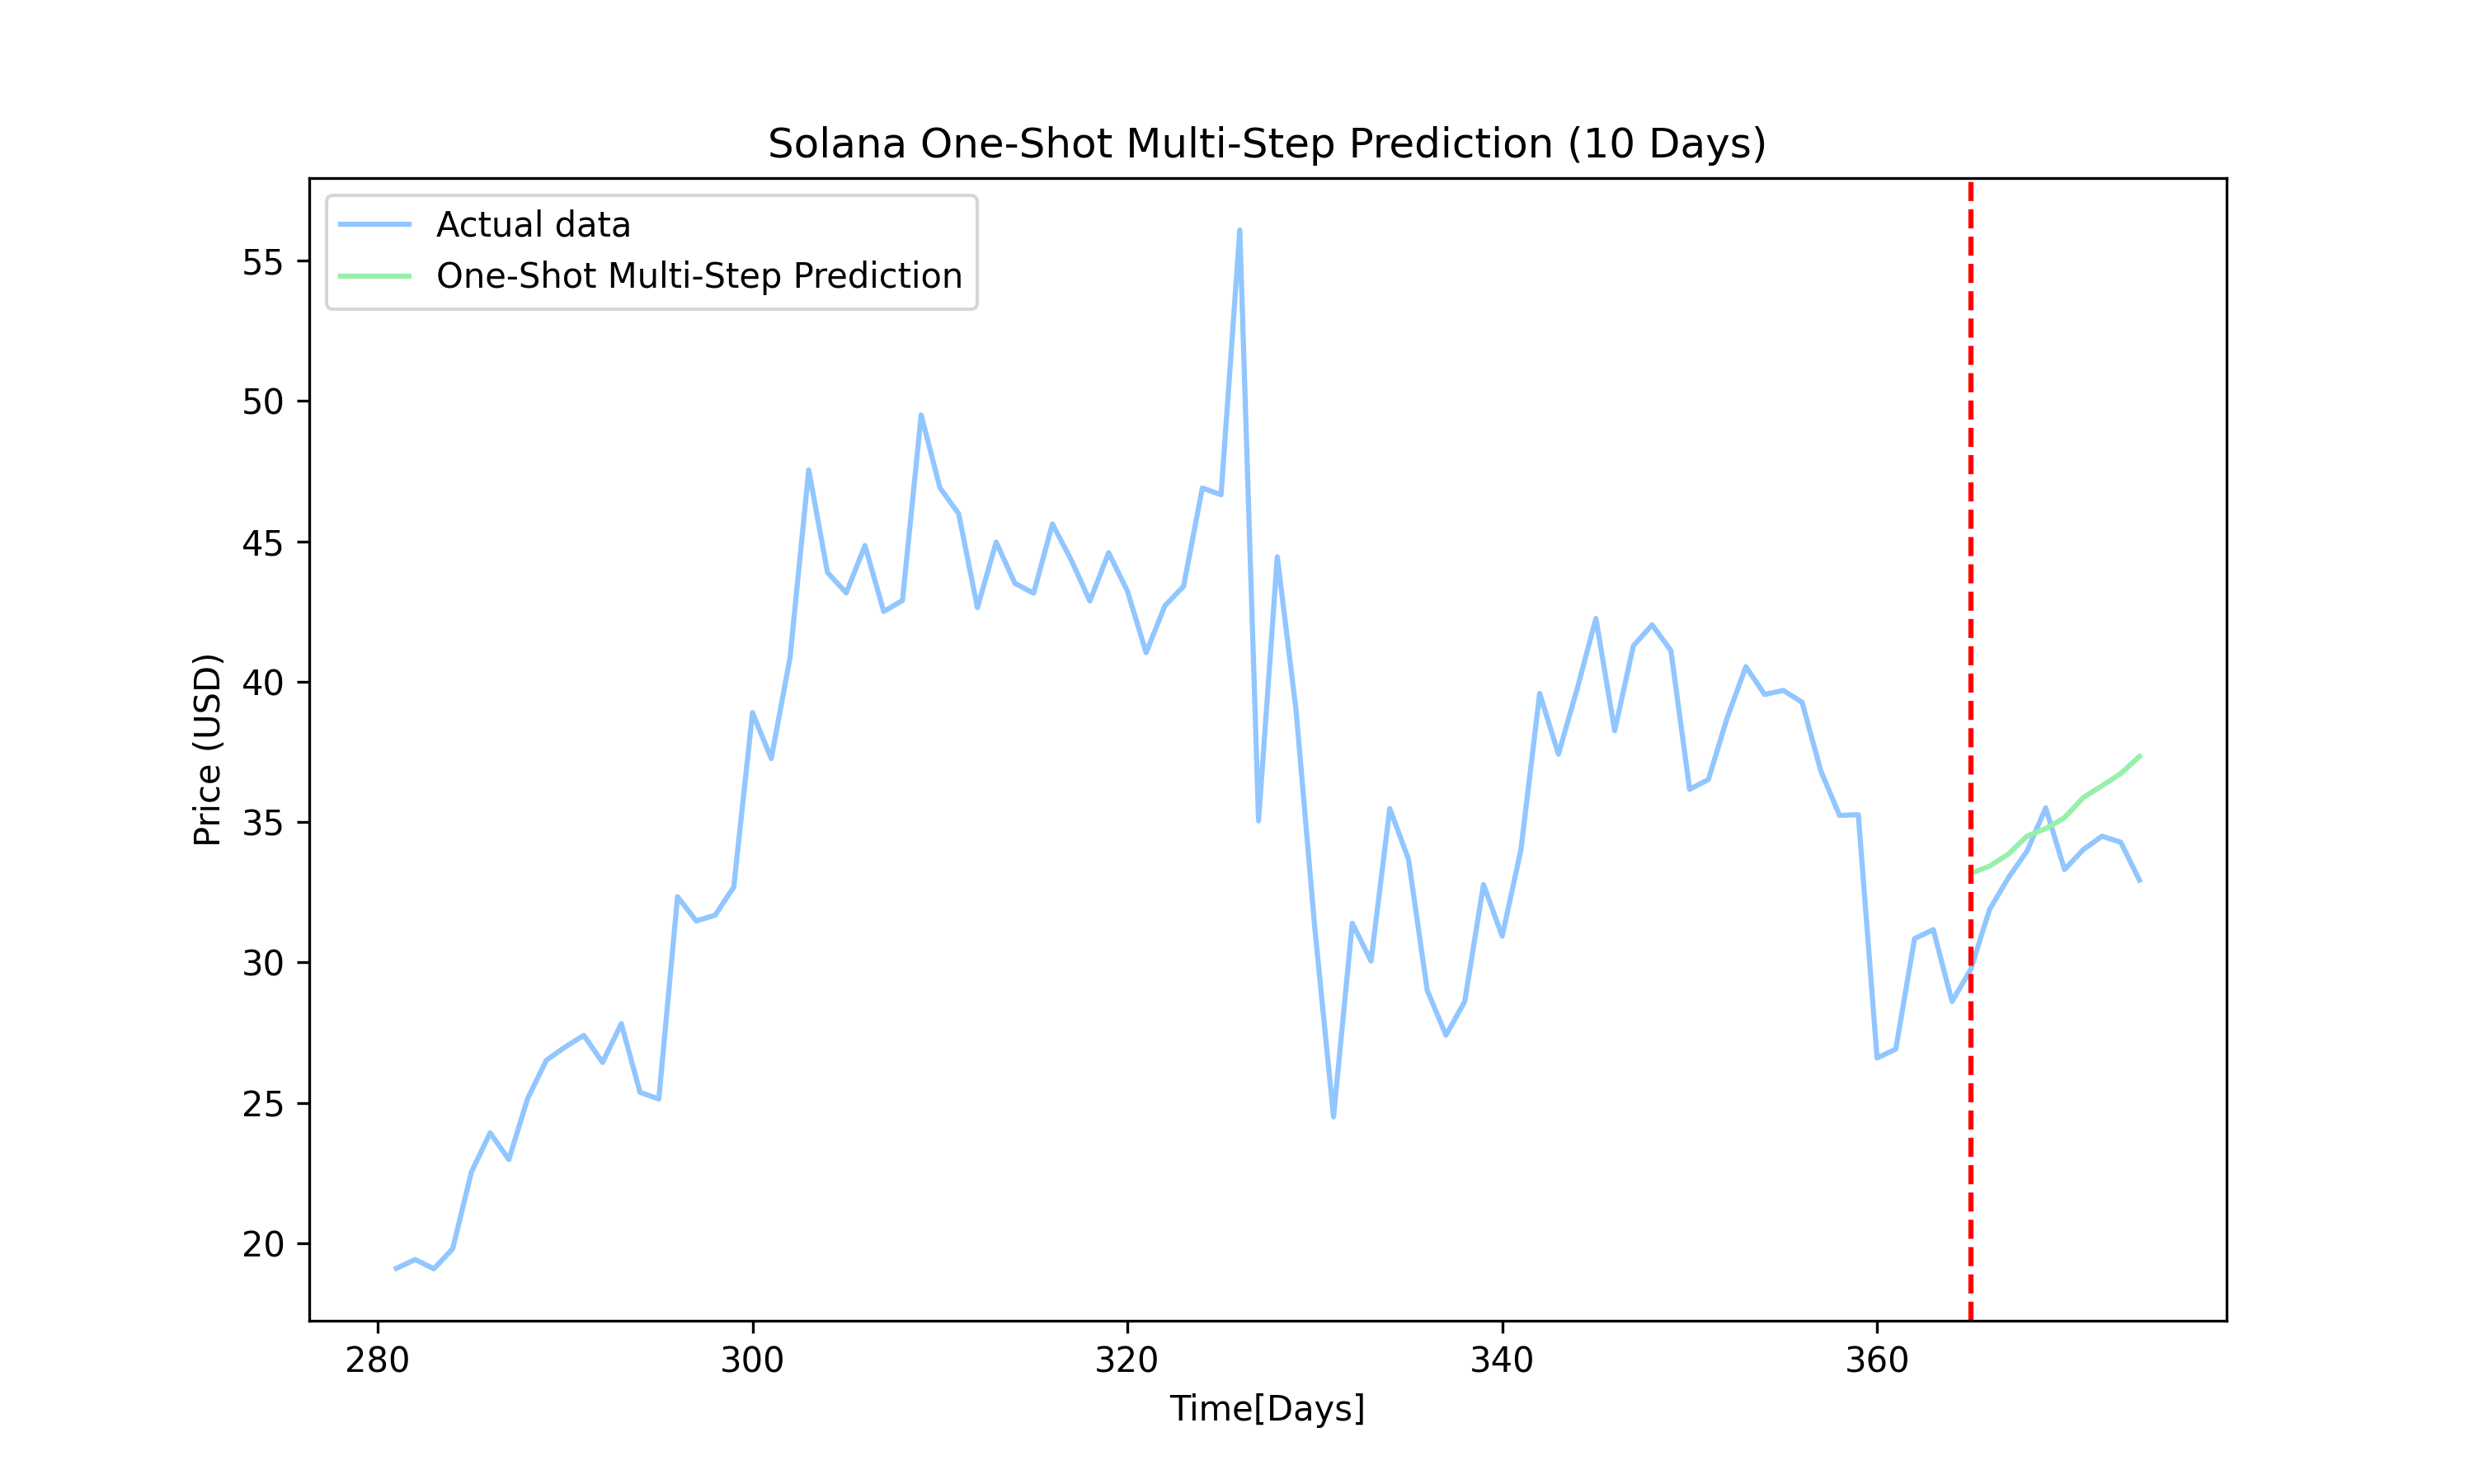 Solana One-Shot Multi-Step Prediction (10 Days)
Actual data
One-Shot Multi-Step Prediction
55
50
45
40
35
30
25
20
Price (USD)
280 300 320 340 360
Time[Days]